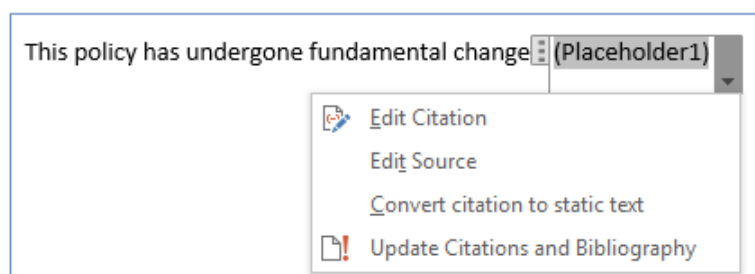 This policy has undergone fundamental change (Placeholder1)
Edit Citation
Edit Source
Convert citation to static text
Update Citations and Bibliography